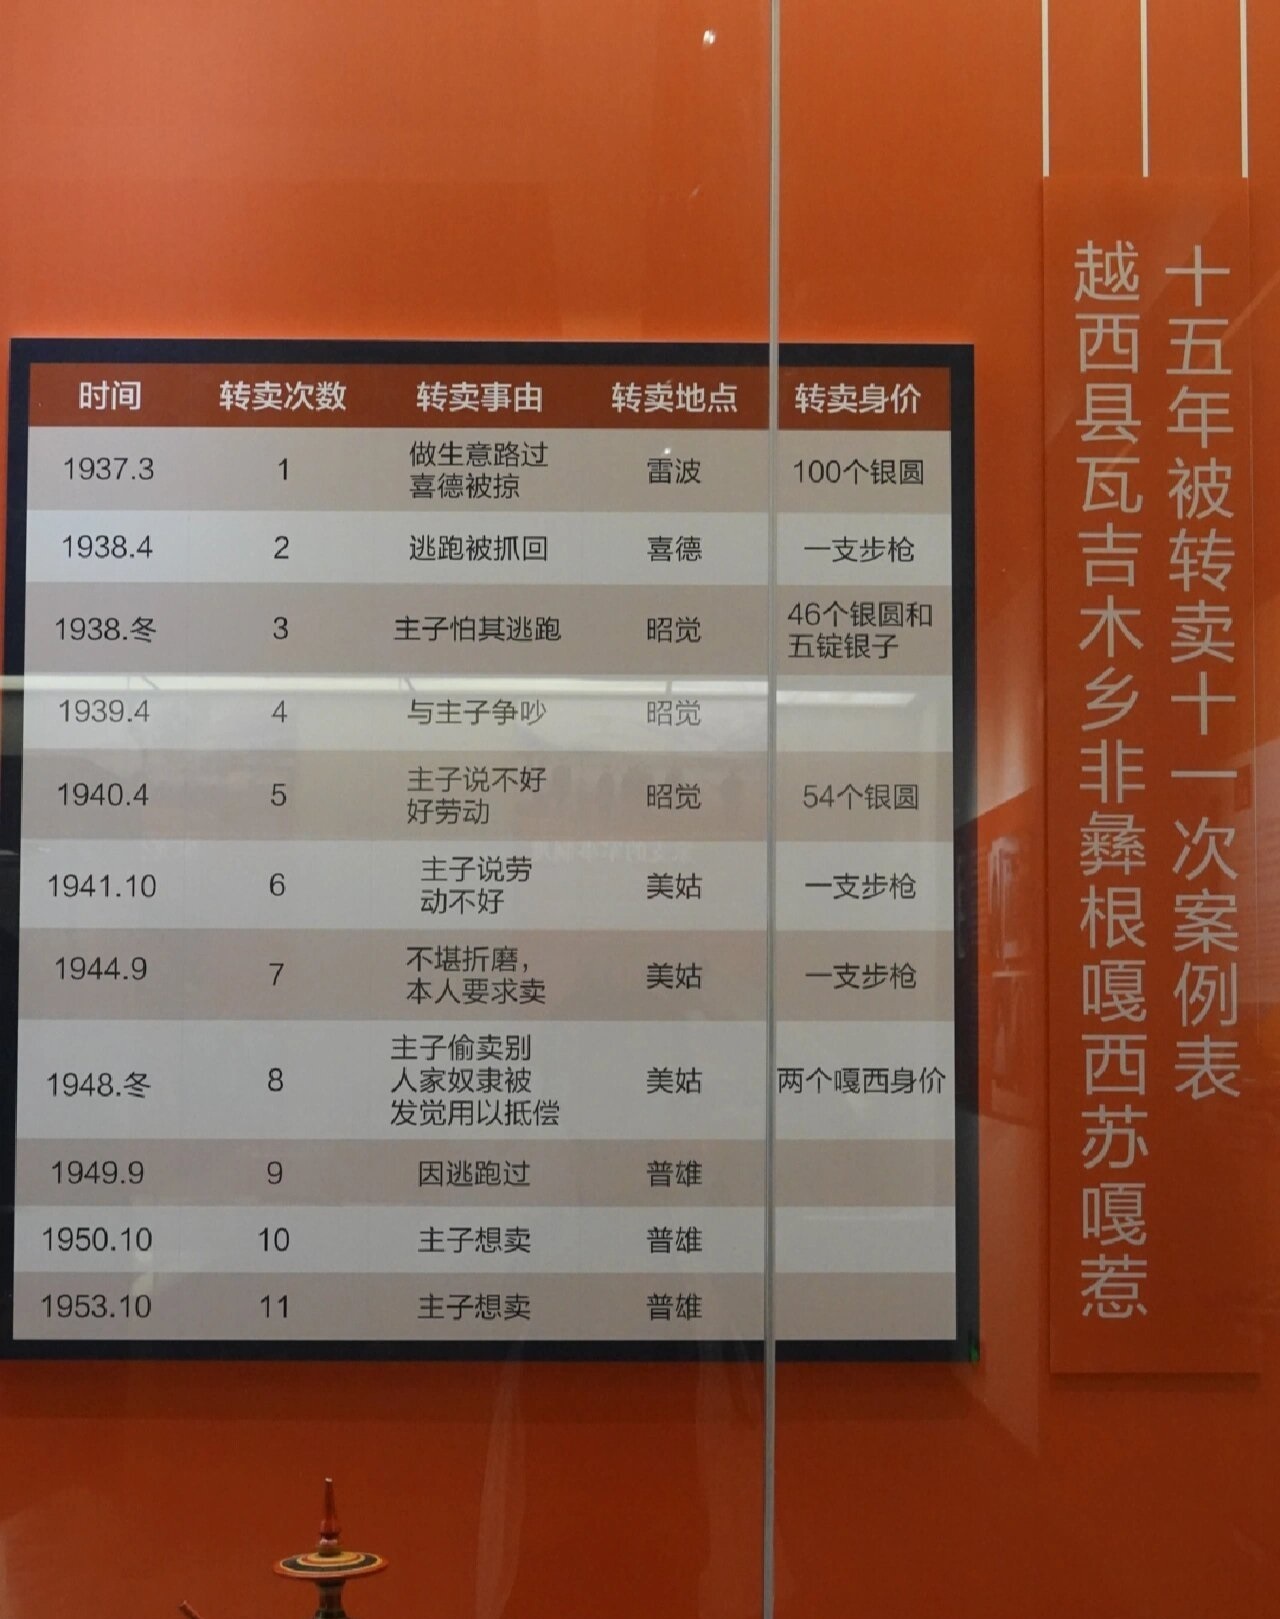 越西县瓦吉木乡非彝根嘎西苏嘎惹
十五年被转卖十一次案例表
时间 转卖次数 转卖事由 转卖地点 转卖身价
1937.3 1 做生意路过 雷波 100个银圆
喜德被掠
1938.4 2 逃跑被抓回 喜德 一支步枪
1938.冬 3 主子怕其逃跑 昭觉 46个银圆和
五锭银子
1939.4 4 与主子争吵 昭觉
1940.4 5 主子说不好 昭觉 54个银圆
好劳动
1941.10 6 主子说劳 美姑 一支步枪
动不好
1944.9 7 不堪折磨， 美姑 一支步枪
本人要求卖
1948.冬 8 主子偷卖别 美姑 两个嘎西身价
人家奴隶被
发觉用以抵偿
1949.9 9 因逃跑过 普雄
1950.10 10 主子想卖 普雄
1953.10 11 主子想卖 普雄